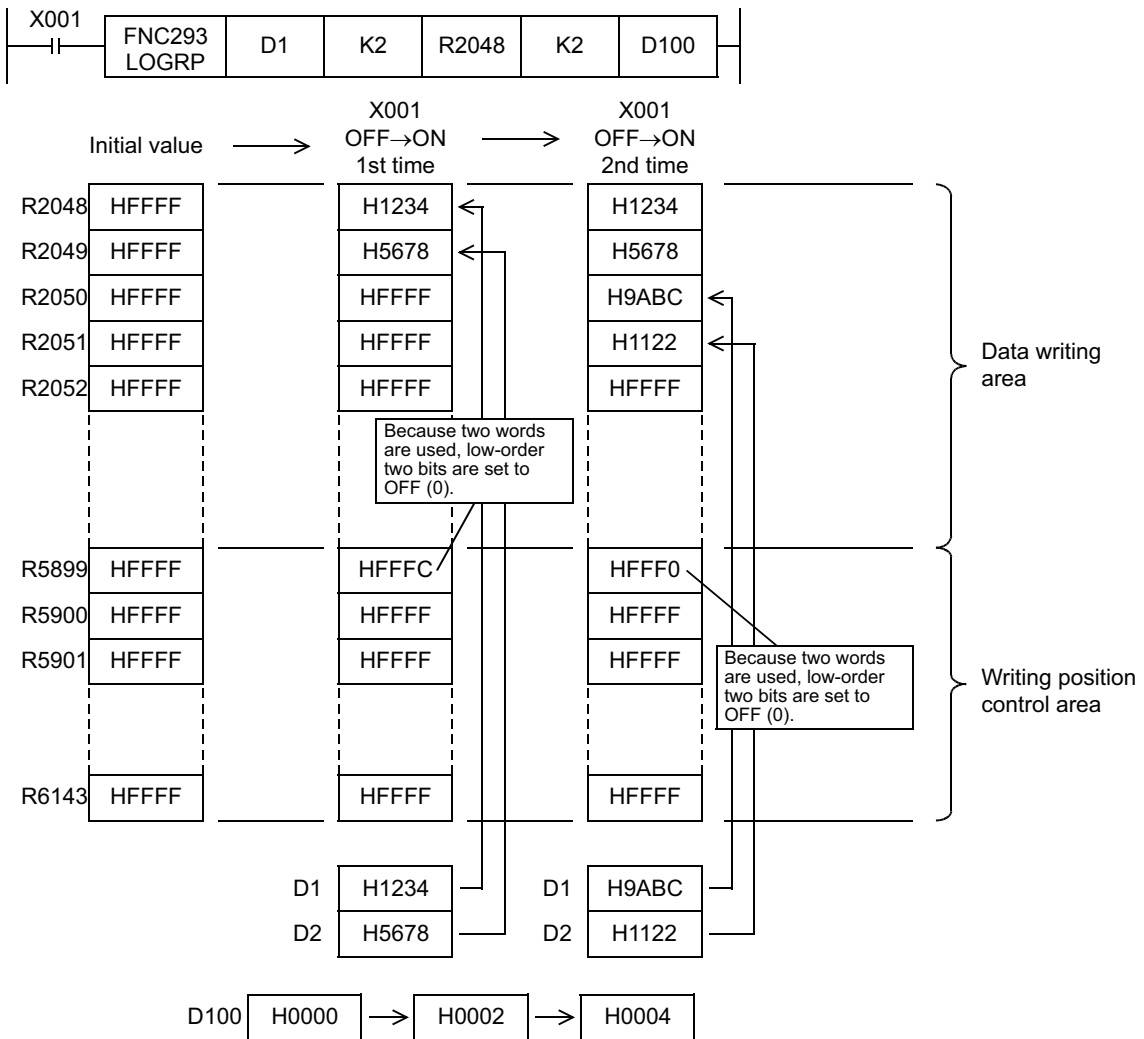 X001
FNC293
LOGRP
D1
K2
R2048
K2
D100
Initial value
X001
OFF→ON
1st time
X001
OFF→ON
2nd time
R2048 HFFFF H1234 H1234
R2049 HFFFF H5678 H5678
R2050 HFFFF HFFFF H9ABC
R2051 HFFFF HFFFF H1122
R2052 HFFFF HFFFF HFFFF
Data writing
area
Because two words
are used, low-order
two bits are set to
OFF (0).
R5899 HFFFF HFFFC HFFF0
R5900 HFFFF HFFFF HFFFF
R5901 HFFFF HFFFF HFFFF
Because two words
are used, low-order
two bits are set to
OFF (0).
Writing position
control area
R6143 HFFFF HFFFF HFFFF
D1 H1234 D1 H9ABC
D2 H5678 D2 H1122
D100 H0000 → H0002 → H0004